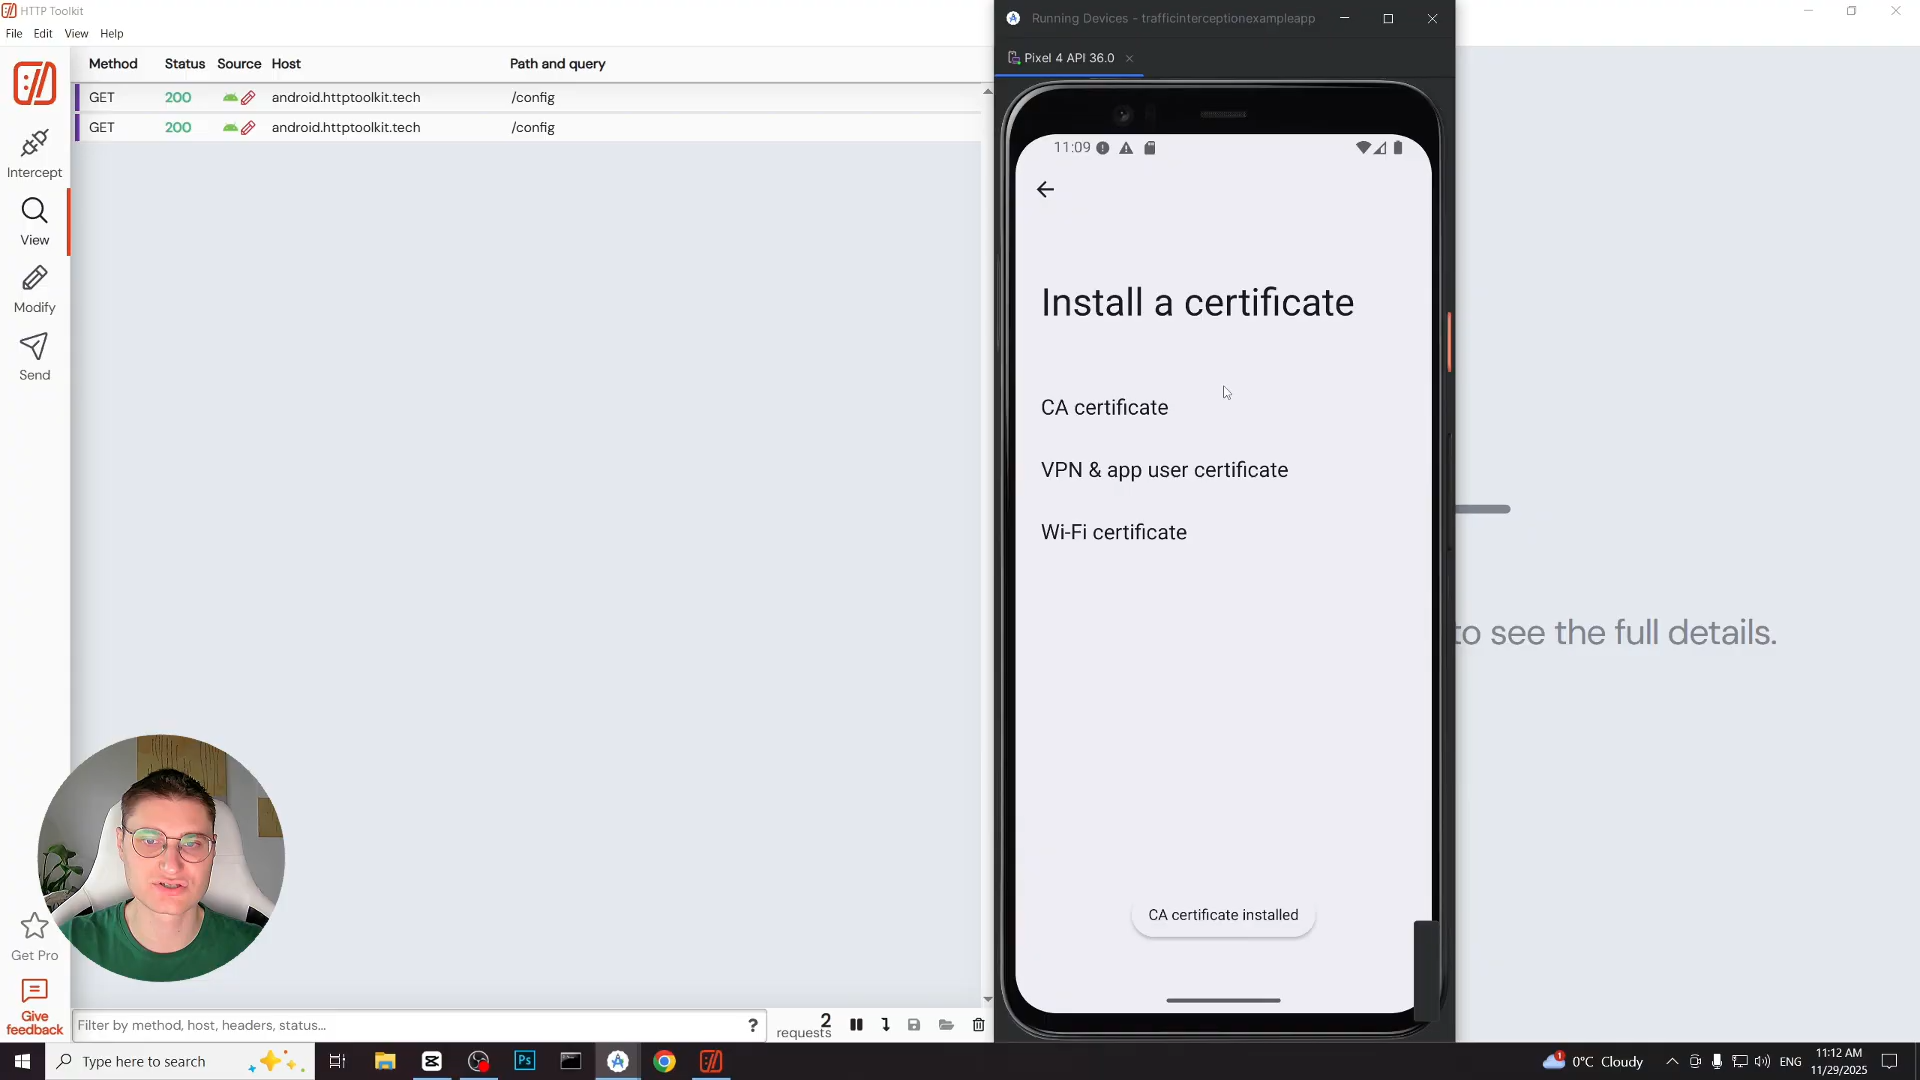 HTTP Toolkit
File Edit View Help
Method Status Source Host Path and query
GET 200 android.httptoolkit.tech /config
GET 200 android.httptoolkit.tech /config
Intercept
View
Modify
Send
Get Pro
Give
feedback
Filter by method, host, headers, status...
?
2
requests
Running Devices - trafficinterceptionexampleapp
Pixel 4 API 36.0
11:09
Install a certificate
CA certificate
VPN & app user certificate
Wi-Fi certificate
CA certificate installed
to see the full details.
Type here to search
Ps
1
0°C Cloudy
ENG
11:12 AM
11/29/2025